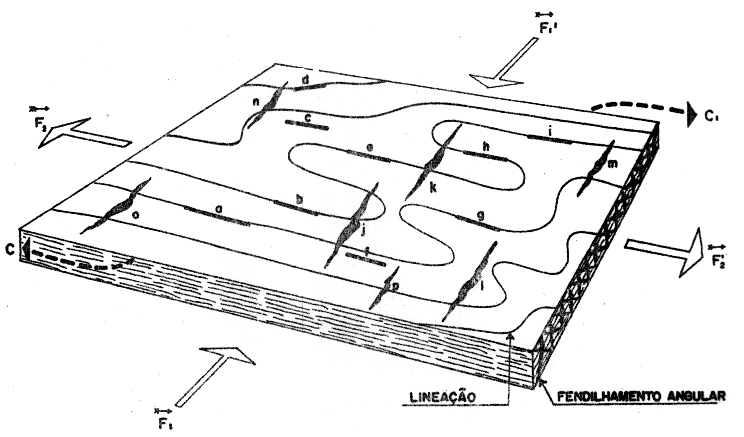 F₁'
d
n
C₁
F₂
c
i
e
h
m
k
b
a
o
g
j
C
f
F₂'
p
l
LINEAÇÃO
FENDILHAMENTO ANGULAR
F₁